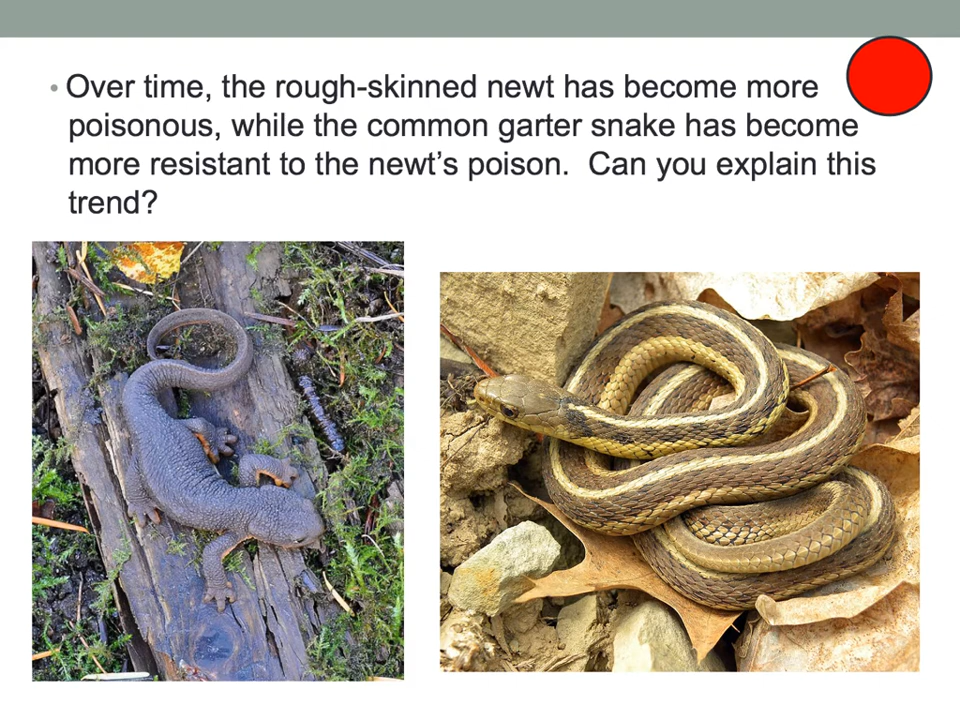 • Over time, the rough-skinned newt has become more
poisonous, while the common garter snake has become
more resistant to the newt’s poison.  Can you explain this
trend?